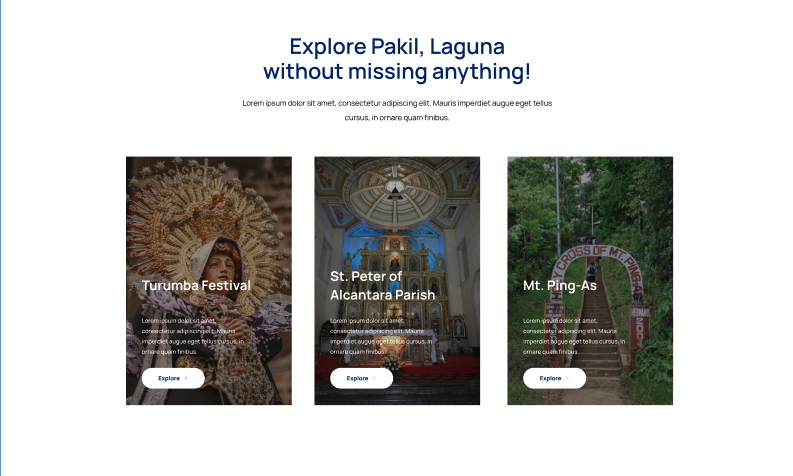 Explore Pakil, Laguna
without missing anything!
Lorem ipsum dolor sit amet, consectetur adipiscing elit. Mauris imperdiet augue eget tellus
cursus, in ornare quam finibus.
Turumba Festival
Lorem ipsum dolor sit amet,
consectetur adipiscing elit. Mauris
imperdiet augue eget tellus cursus, in
ornare quam finibus.
Explore
St. Peter of
Alcantara Parish
Lorem ipsum dolor sit amet,
consectetur adipiscing elit. Mauris
imperdiet augue eget tellus cursus, in
ornare quam finibus.
Explore
CROSS OF MT. PING
Mt. Ping-As
Lorem ipsum dolor sit amet,
consectetur adipiscing elit. Mauris
imperdiet augue eget tellus cursus, in
ornare quam finibus.
Explore